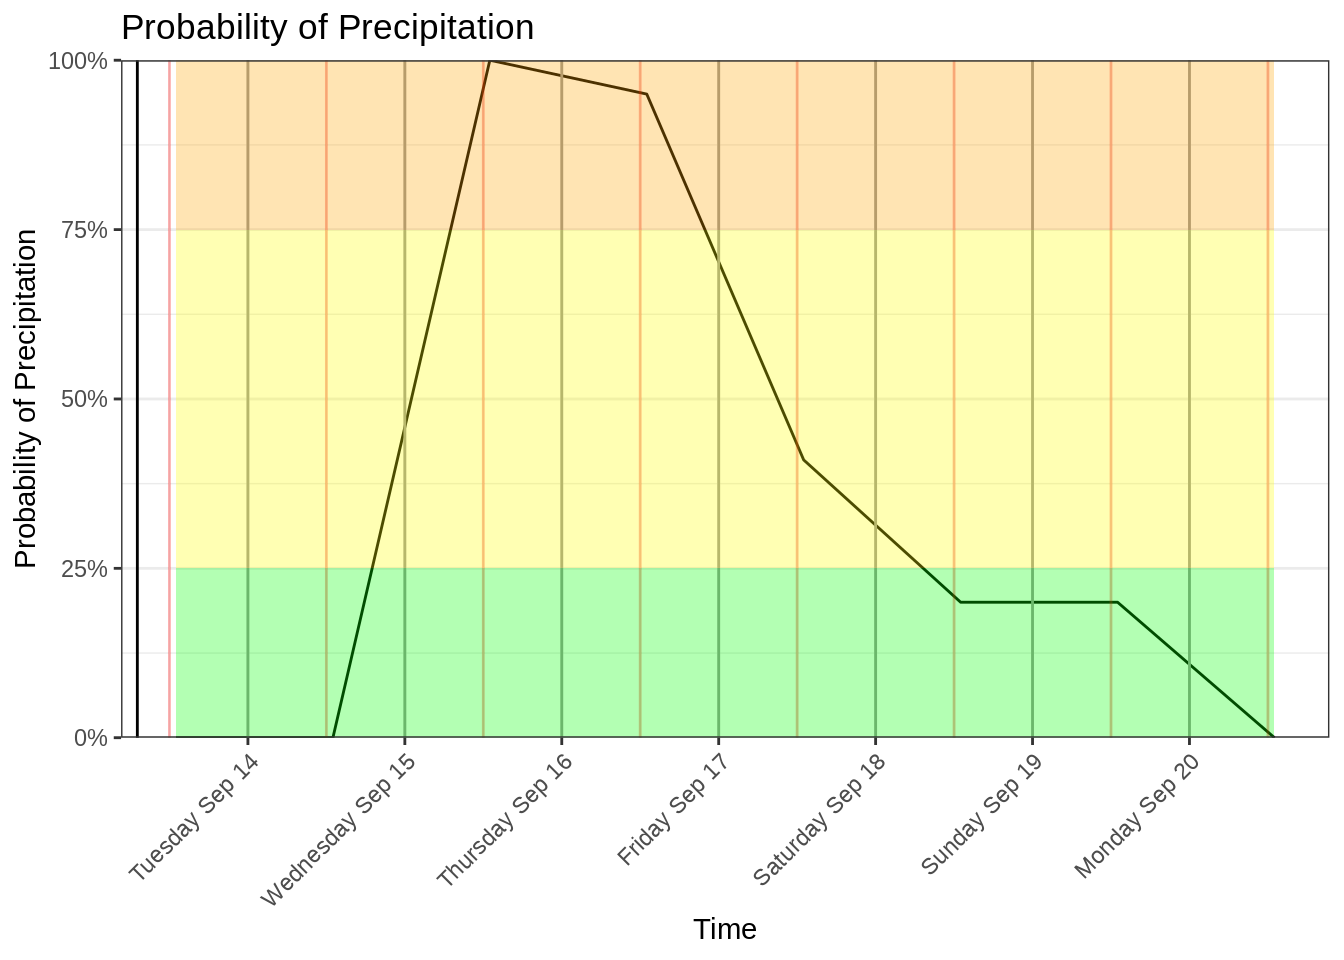 Probability of Precipitation
Probability of Precipitation
100%
75%
50%
25%
0%
Tuesday Sep 14
Wednesday Sep 15
Thursday Sep 16
Friday Sep 17
Saturday Sep 18
Sunday Sep 19
Monday Sep 20
Time